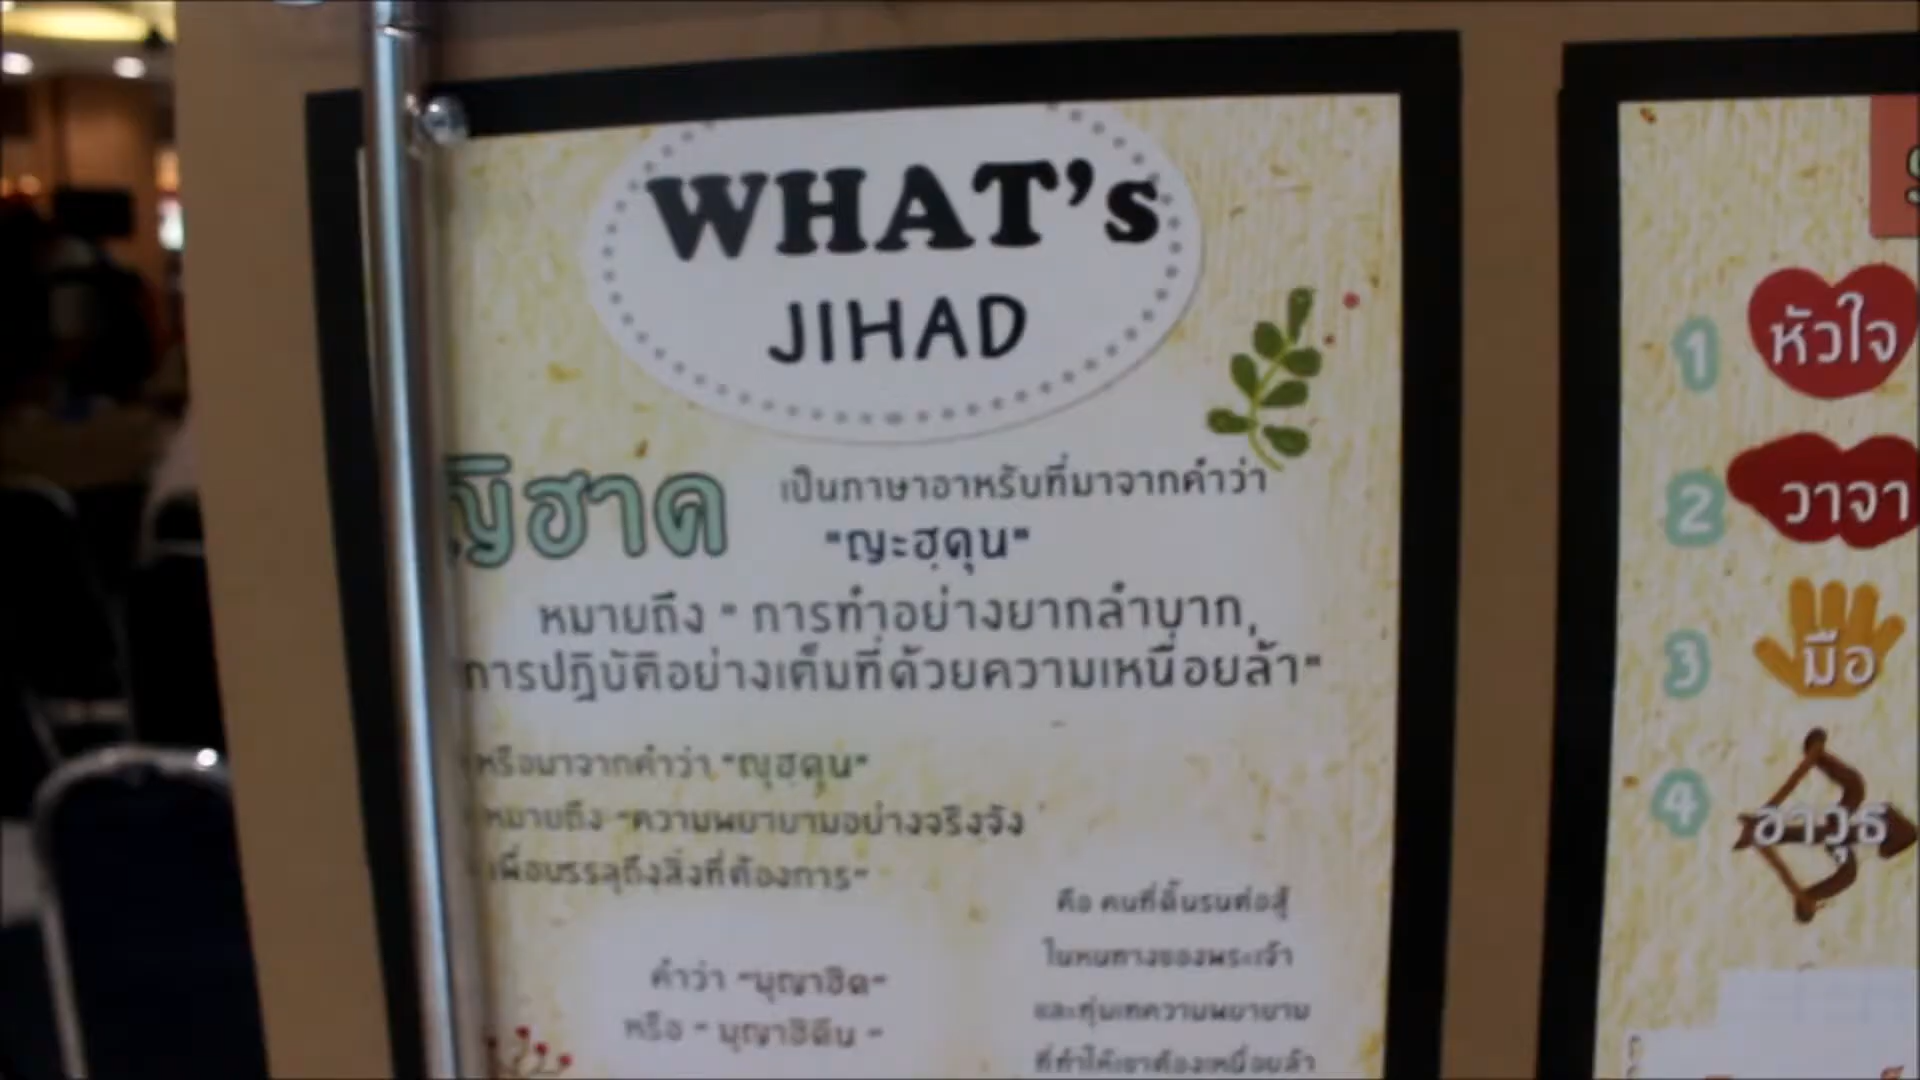 WHAT's
JIHAD
ญิฮาด
เป็นภาษาอาหรับที่มาจากคำว่า
"ญะฮฺดุน"
หมายถึง " การทำอย่างยากลำบาก,
การปฏิบัติอย่างเต็มที่ด้วยความเหนื่อยล้า"
หรือมาจากคำว่า "ญุฮฺดุน"
หมายถึง "ความพยายามอย่างจริงจัง
เพื่อบรรลุถึงสิ่งที่ต้องการ"
คำว่า "มุญาฮิด"
หรือ " มุญาฮิดีน "
คือ คนที่ดิ้นรนต่อสู้
ในหนทางของพระเจ้า
และทุ่มเทความพยายาม
ที่ทำให้เขาต้องเหนื่อยล้า
1 หัวใจ
2 วาจา
3 มือ
4 อาวุธ